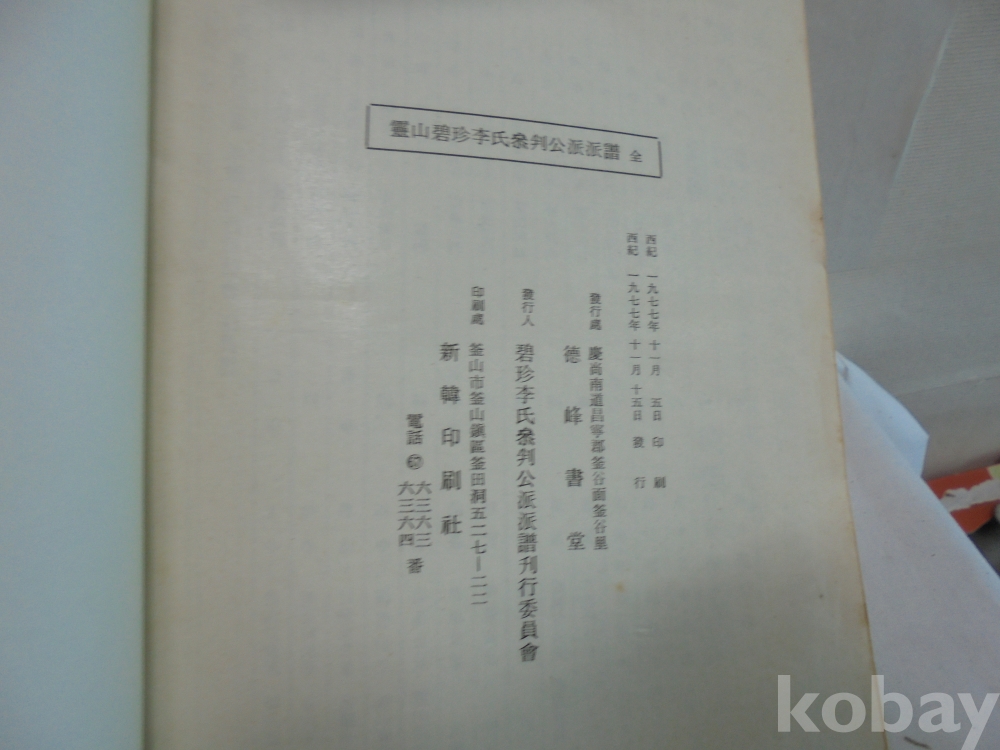 靈山碧珍李氏叅判公派派譜 全
西紀 一九七七年 十一月 五日 印刷
西紀 一九七七年 十一月 十五日 發行
發行處 慶尙南道昌寧郡釜谷面釜谷里
德峰書堂
發行人 碧珍李氏叅判公派派譜刊行委員會
印刷處 釜山市釜山鎭區釜田洞五二七ー二二
新韓印刷社
電話 六三六三
六三六四 番
kobay